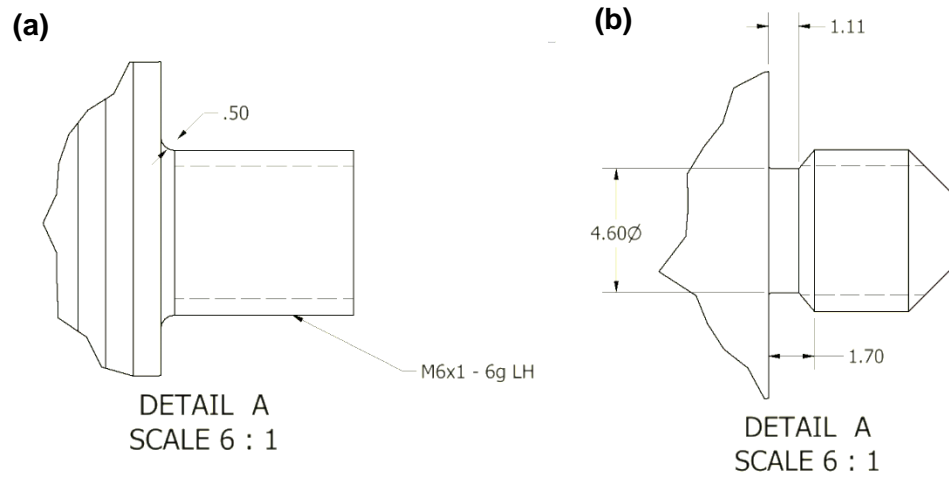 (a)
.50
M6x1 - 6g LH
DETAIL A
SCALE 6 : 1
(b)
1.11
4.60Ø
1.70
DETAIL A
SCALE 6 : 1